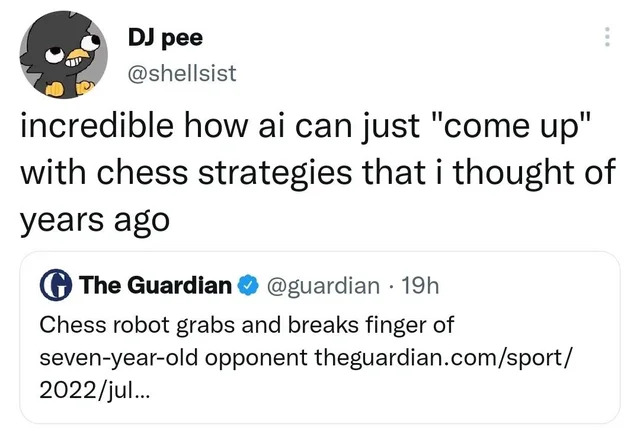 DJ pee
@shellsist
incredible how ai can just "come up"
with chess strategies that i thought of
years ago
The Guardian @guardian · 19h
Chess robot grabs and breaks finger of
seven-year-old opponent theguardian.com/sport/
2022/jul...